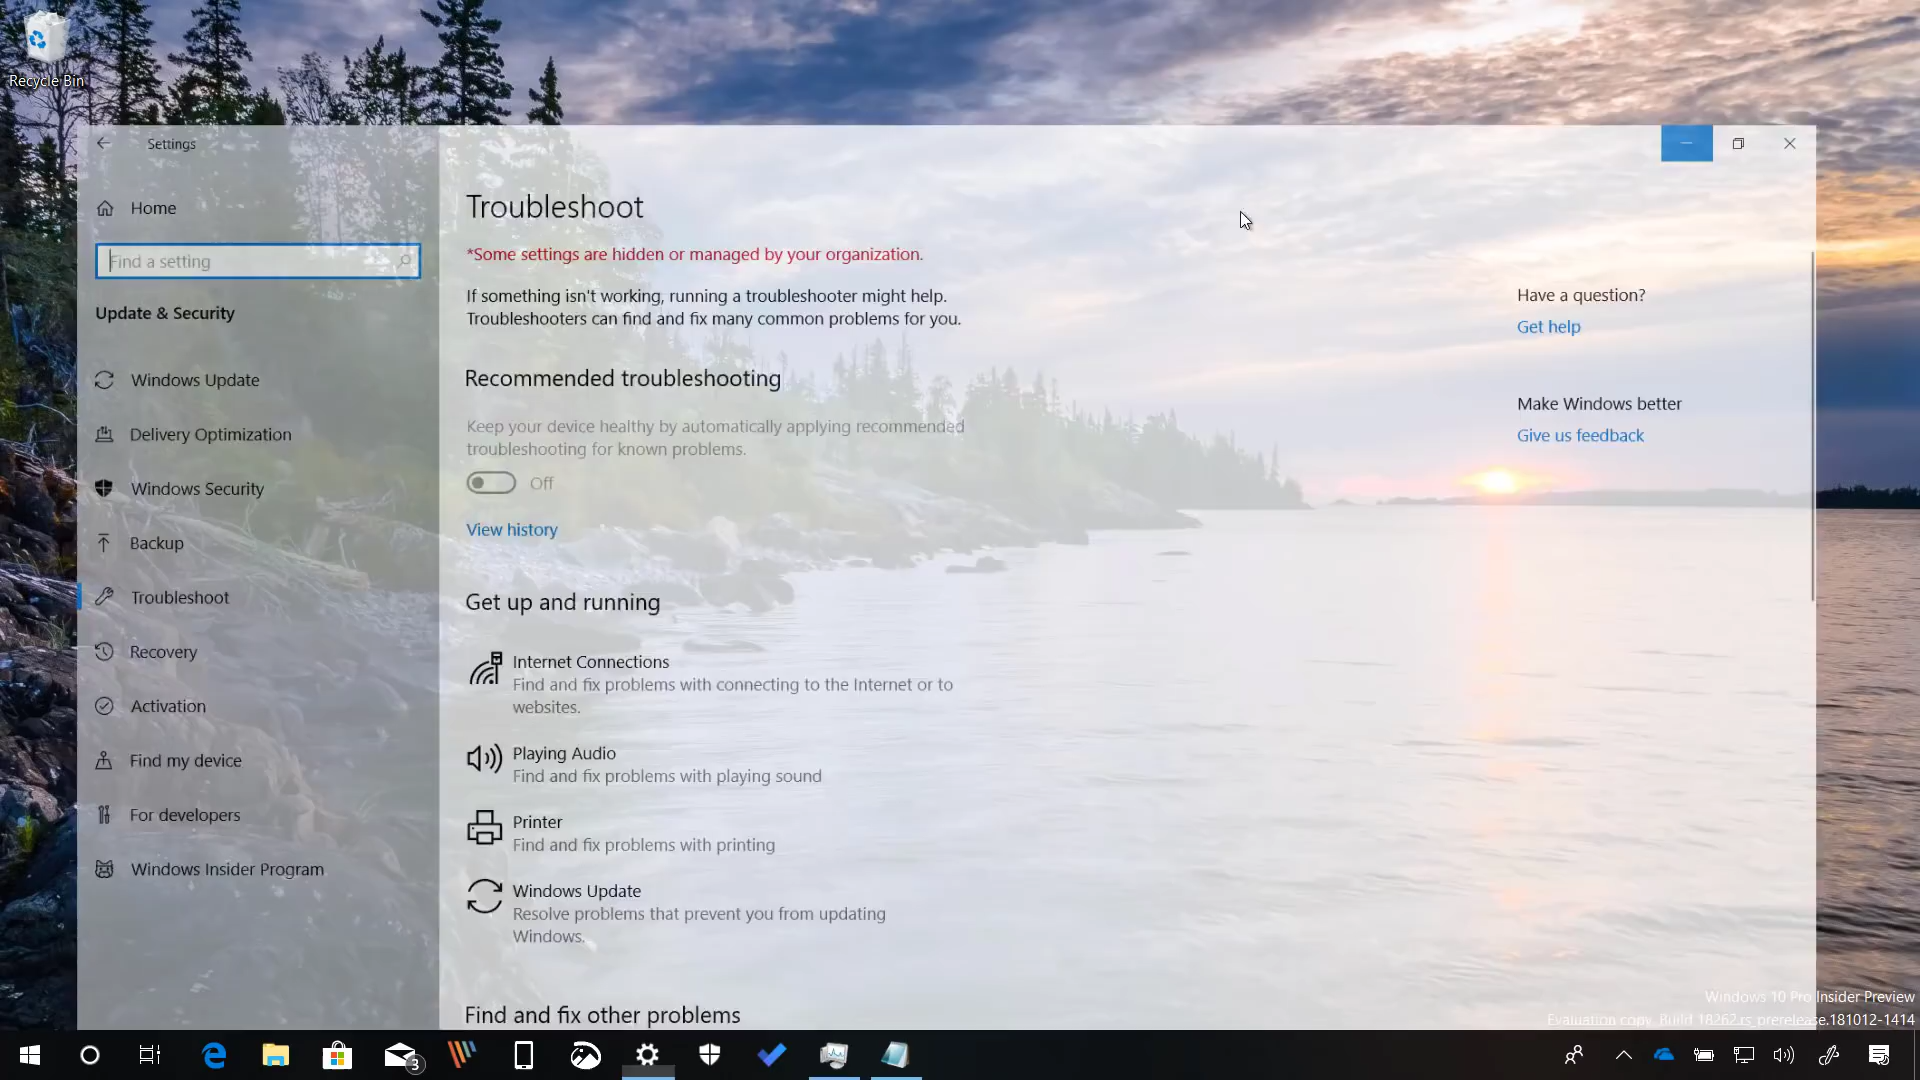 Recycle Bin
Settings
Home
Find a setting
Update & Security
Windows Update
Delivery Optimization
Windows Security
Backup
Troubleshoot
Recovery
Activation
Find my device
For developers
Windows Insider Program
Troubleshoot
*Some settings are hidden or managed by your organization.
If something isn't working, running a troubleshooter might help.
Troubleshooters can find and fix many common problems for you.
Recommended troubleshooting
Keep your device healthy by automatically applying recommended
troubleshooting for known problems.
Off
View history
Get up and running
Internet Connections
Find and fix problems with connecting to the Internet or to
websites.
Playing Audio
Find and fix problems with playing sound
Printer
Find and fix problems with printing
Windows Update
Resolve problems that prevent you from updating
Windows.
Find and fix other problems
Have a question?
Get help
Make Windows better
Give us feedback
Windows 10 Pro Insider Preview
Evaluation copy. Build 18262.rs_prerelease.181012-1414
3